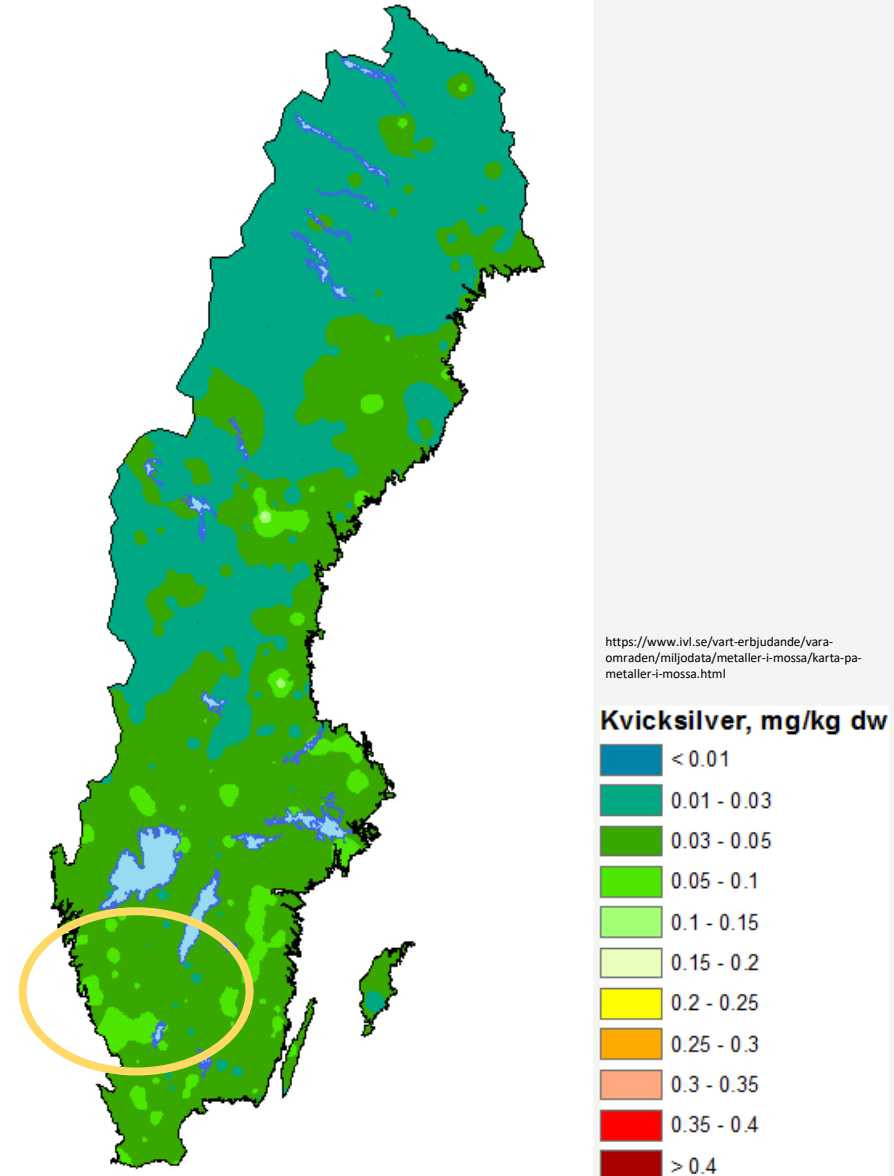 https://www.ivl.se/vart-erbjudande/vara-
omraden/miljodata/metaller-i-mossa/karta-pa-
metaller-i-mossa.html
Kvicksilver, mg/kg dw
< 0.01
0.01 - 0.03
0.03 - 0.05
0.05 - 0.1
0.1 - 0.15
0.15 - 0.2
0.2 - 0.25
0.25 - 0.3
0.3 - 0.35
0.35 - 0.4
> 0.4